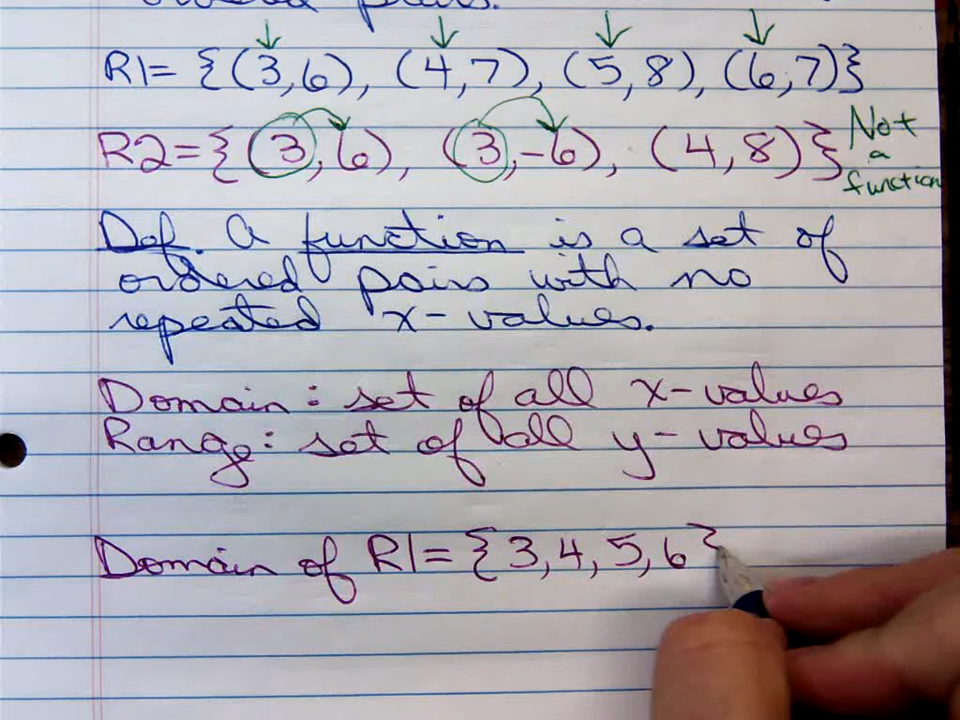 ordered pairs.
R1= {(3,6), (4,7), (5,8), (6,7)}
R2={(3,6), (3,-6), (4,8)} Not a function
Def. A function is a set of
ordered pairs with no
repeated x-values.
Domain: set of all x-values
Range: set of all y-values
Domain of R1= {3,4,5,6}